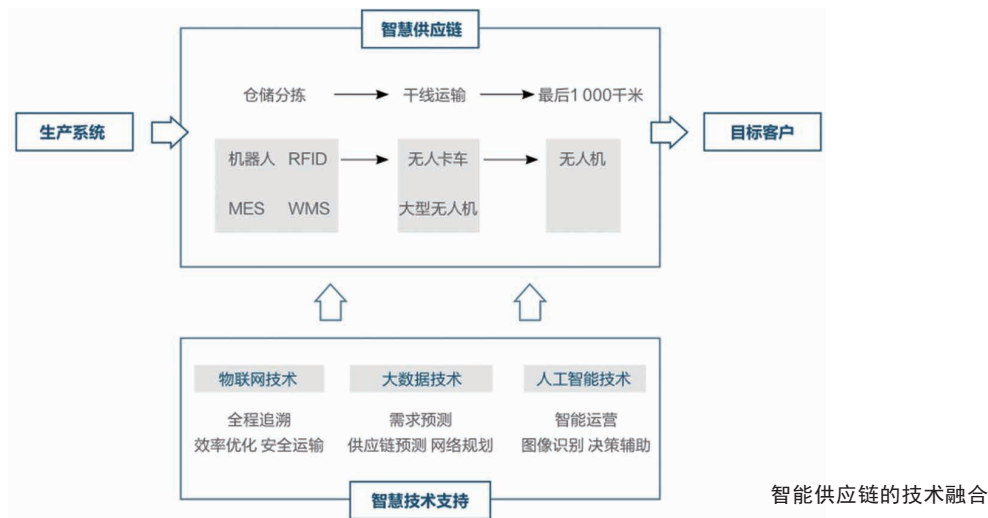 智慧供应链
仓储分拣 干线运输 最后1 000千米
生产系统 目标客户
机器人 RFID 无人卡车 无人机
MES WMS 大型无人机
物联网技术 大数据技术 人工智能技术
全程追溯 需求预测 智能运营
效率优化 安全运输 供应链预测 网络规划 图像识别 决策辅助
智慧技术支持
智能供应链的技术融合